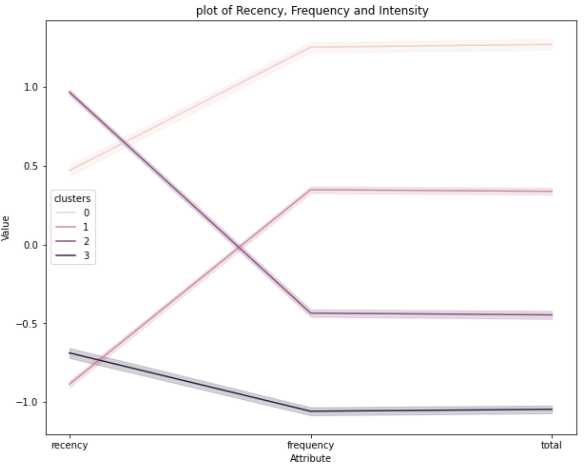 plot of Recency, Frequency and Intensity
1.0
0.5
0.0
−0.5
−1.0
Value
clusters
0
1
2
3
recency
frequency
total
Attribute